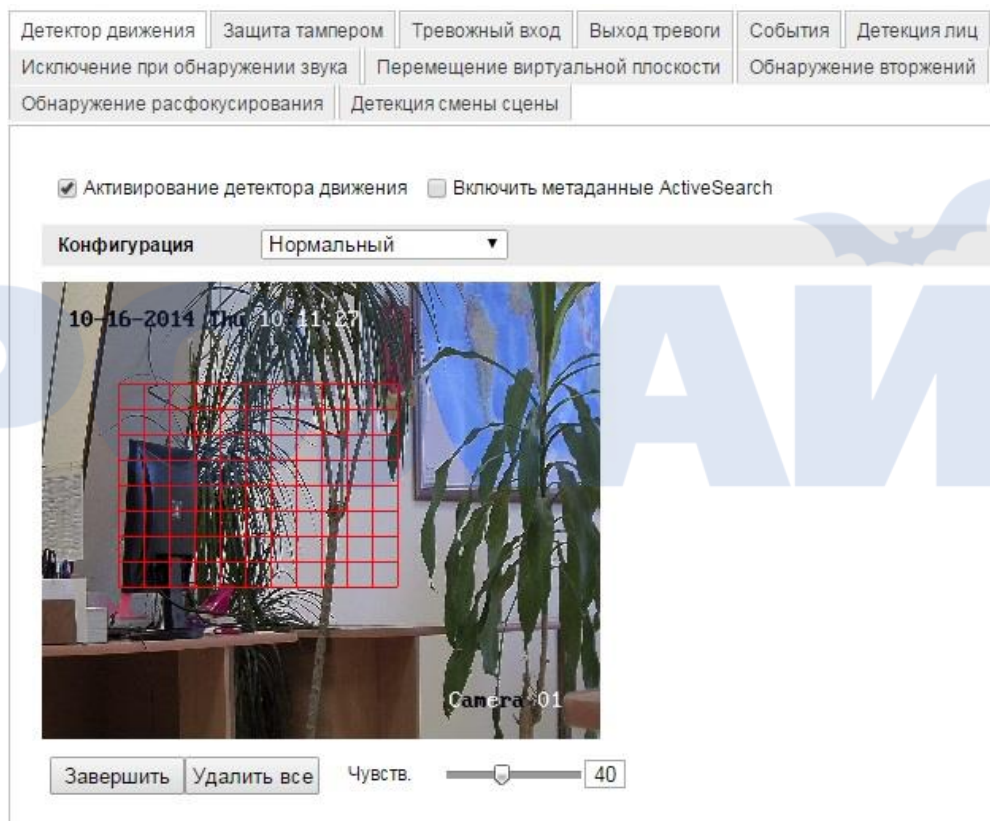 Детектор движения Защита тампером Тревожный вход Выход тревоги События Детекция лиц
Исключение при обнаружении звука Перемещение виртуальной плоскости Обнаружение вторжений
Обнаружение расфокусирования Детекция смены сцены
Активирование детектора движения Включить метаданные ActiveSearch
Конфигурация Нормальный
10-16-2014 Thu 10:41:27
Camera 01
Завершить Удалить все Чувств. 40